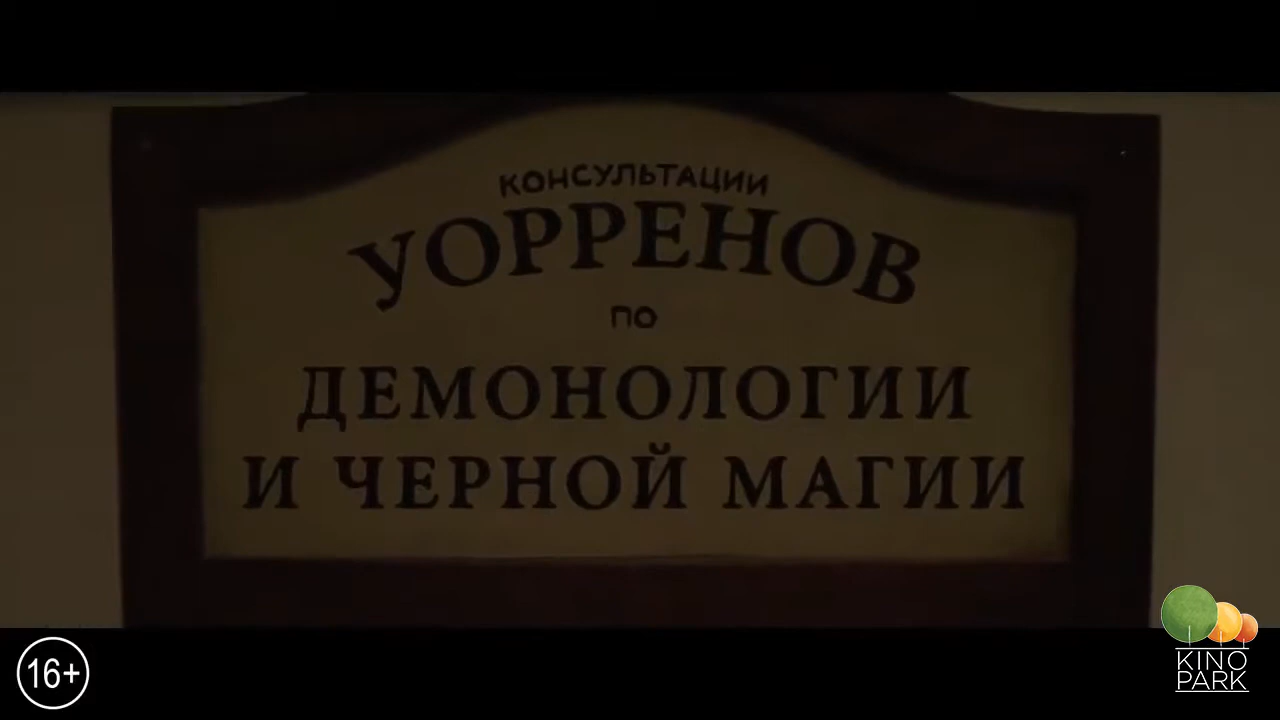 КОНСУЛЬТАЦИИ
УОРРЕНОВ
ПО
ДЕМОНОЛОГИИ
И ЧЕРНОЙ МАГИИ
16+
KINO
PARK